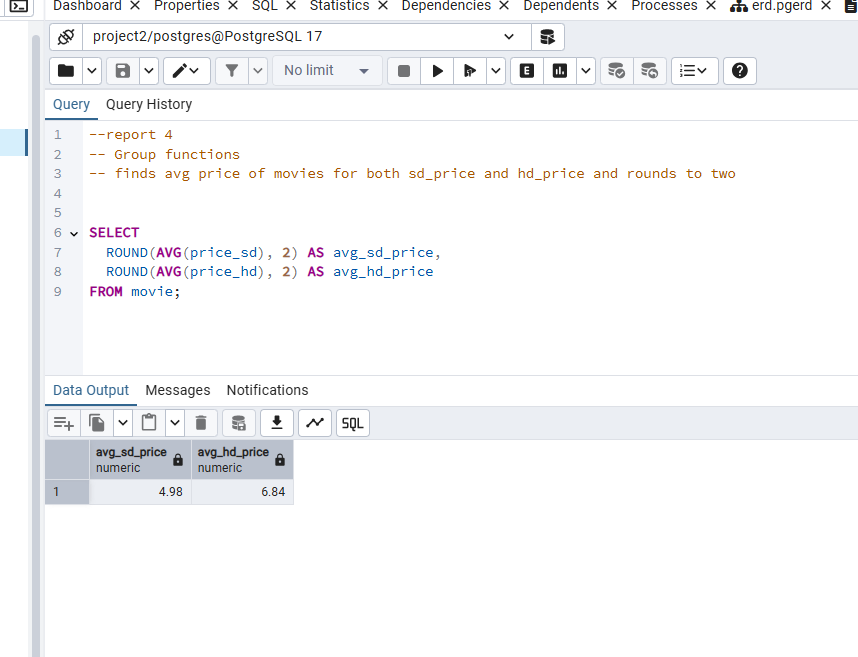 Dashboard Properties SQL Statistics Dependencies Dependents Processes erd.pgerd
project2/postgres@PostgreSQL 17
No limit
E
Query Query History
1 --report 4
2 -- Group functions
3 -- finds avg price of movies for both sd_price and hd_price and rounds to two
4
5
6 SELECT
7 ROUND(AVG(price_sd), 2) AS avg_sd_price,
8 ROUND(AVG(price_hd), 2) AS avg_hd_price
9 FROM movie;
Data Output Messages Notifications
SQL
avg_sd_price avg_hd_price
numeric numeric
1 4.98 6.84